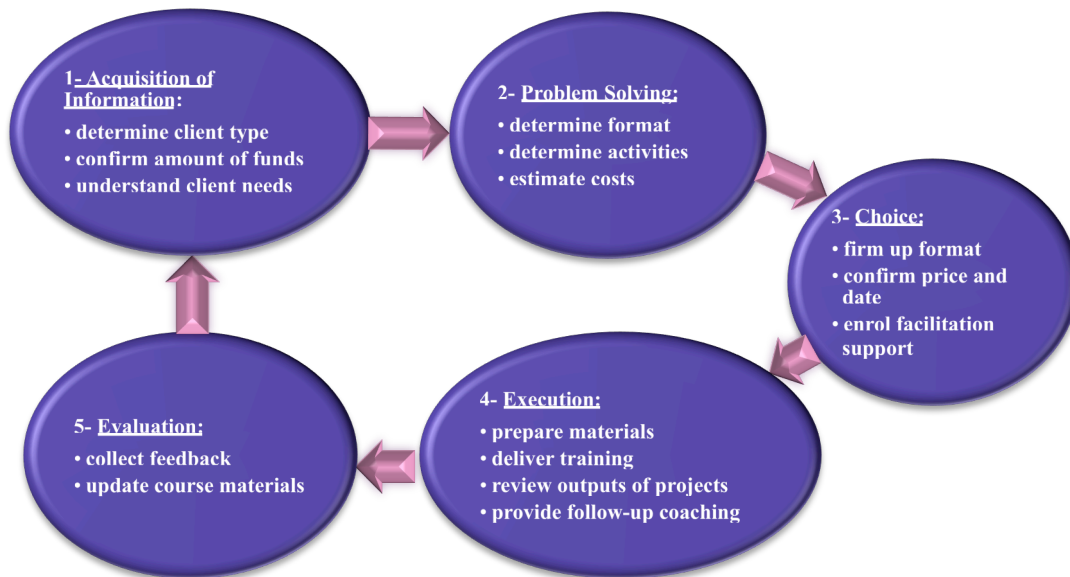 1- Acquisition of
Information:
• determine client type
• confirm amount of funds
• understand client needs
2- Problem Solving:
• determine format
• determine activities
• estimate costs
3- Choice:
• firm up format
• confirm price and
date
• enrol facilitation
support
4- Execution:
• prepare materials
• deliver training
• review outputs of projects
• provide follow-up coaching
5- Evaluation:
• collect feedback
• update course materials